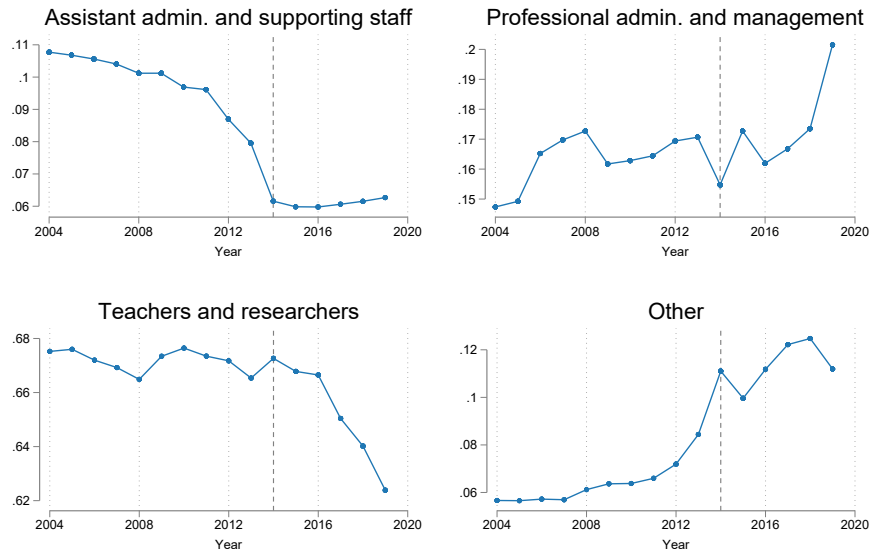 Assistant admin. and supporting staff
.11
.1
.09
.08
.07
.06
2004 2008 2012 2016 2020
Year
Professional admin. and management
.2
.19
.18
.17
.16
.15
2004 2008 2012 2016 2020
Year
Teachers and researchers
.68
.66
.64
.62
2004 2008 2012 2016 2020
Year
Other
.12
.1
.08
.06
2004 2008 2012 2016 2020
Year